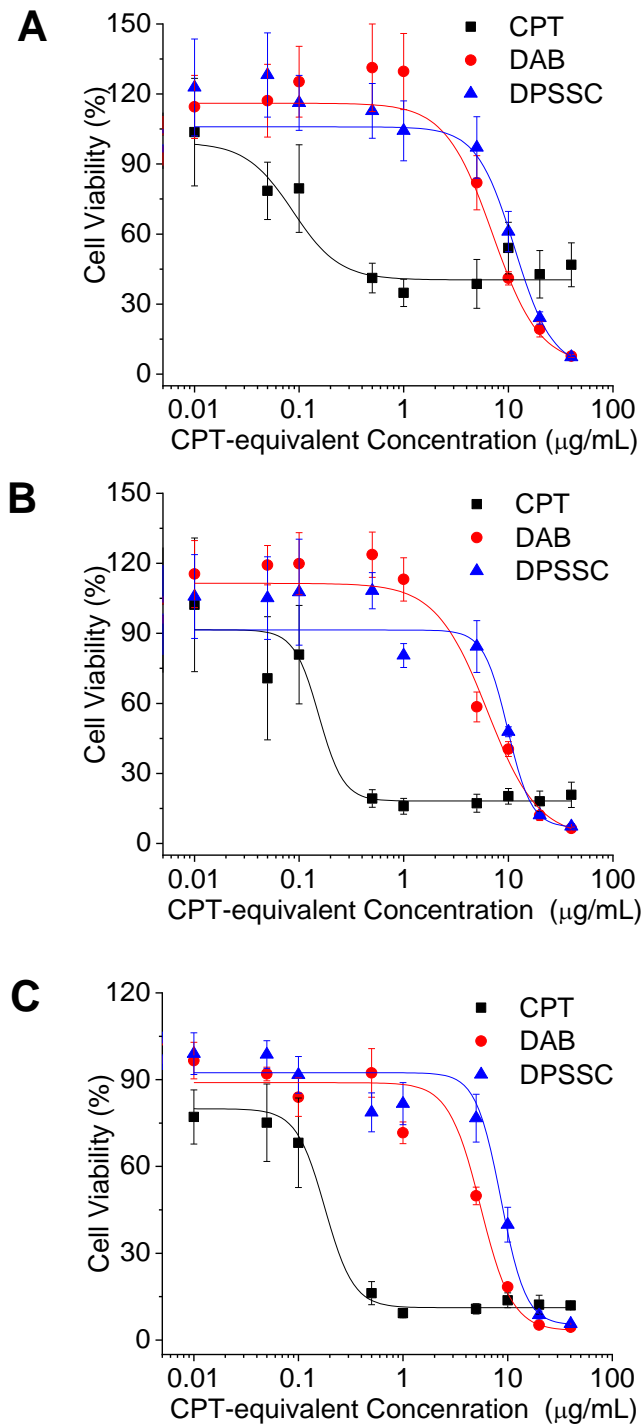 A
CPT
DAB
DPSSC
150
120
90
60
30
0
Cell Viability (%)
0.01 0.1 1 10 100
CPT-equivalent Concentration (μg/mL)
B
CPT
DAB
DPSSC
150
120
90
60
30
0
Cell Viability (%)
0.01 0.1 1 10 100
CPT-equivalent Concentration (μg/mL)
C
CPT
DAB
DPSSC
120
90
60
30
0
Cell Viability (%)
0.01 0.1 1 10 100
CPT-equivalent Concenration (μg/mL)